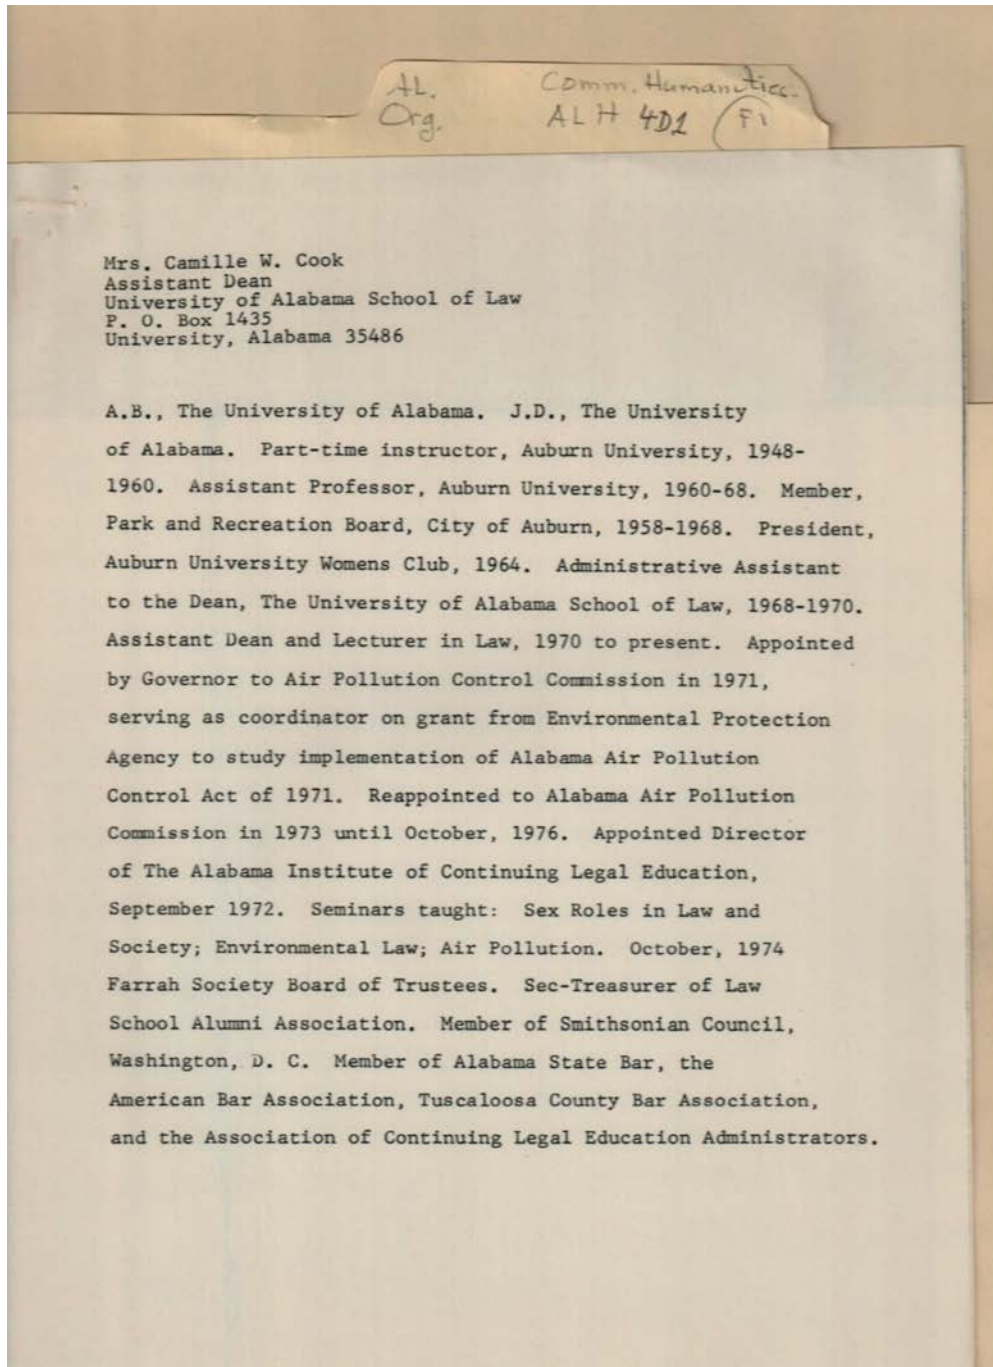 AL. Comm. Humanities.
Org. ALH 4D1 F1
Mrs. Camille W. Cook
Assistant Dean
University of Alabama School of Law
P. O. Box 1435
University, Alabama 35486
A.B., The University of Alabama. J.D., The University
of Alabama. Part-time instructor, Auburn University, 1948-
1960. Assistant Professor, Auburn University, 1960-68. Member,
Park and Recreation Board, City of Auburn, 1958-1968. President,
Auburn University Womens Club, 1964. Administrative Assistant
to the Dean, The University of Alabama School of Law, 1968-1970.
Assistant Dean and Lecturer in Law, 1970 to present. Appointed
by Governor to Air Pollution Control Commission in 1971,
serving as coordinator on grant from Environmental Protection
Agency to study implementation of Alabama Air Pollution
Control Act of 1971. Reappointed to Alabama Air Pollution
Commission in 1973 until October, 1976. Appointed Director
of The Alabama Institute of Continuing Legal Education,
September 1972. Seminars taught: Sex Roles in Law and
Society; Environmental Law; Air Pollution. October, 1974
Farrah Society Board of Trustees. Sec-Treasurer of Law
School Alumni Association. Member of Smithsonian Council,
Washington, D. C. Member of Alabama State Bar, the
American Bar Association, Tuscaloosa County Bar Association,
and the Association of Continuing Legal Education Administrators.